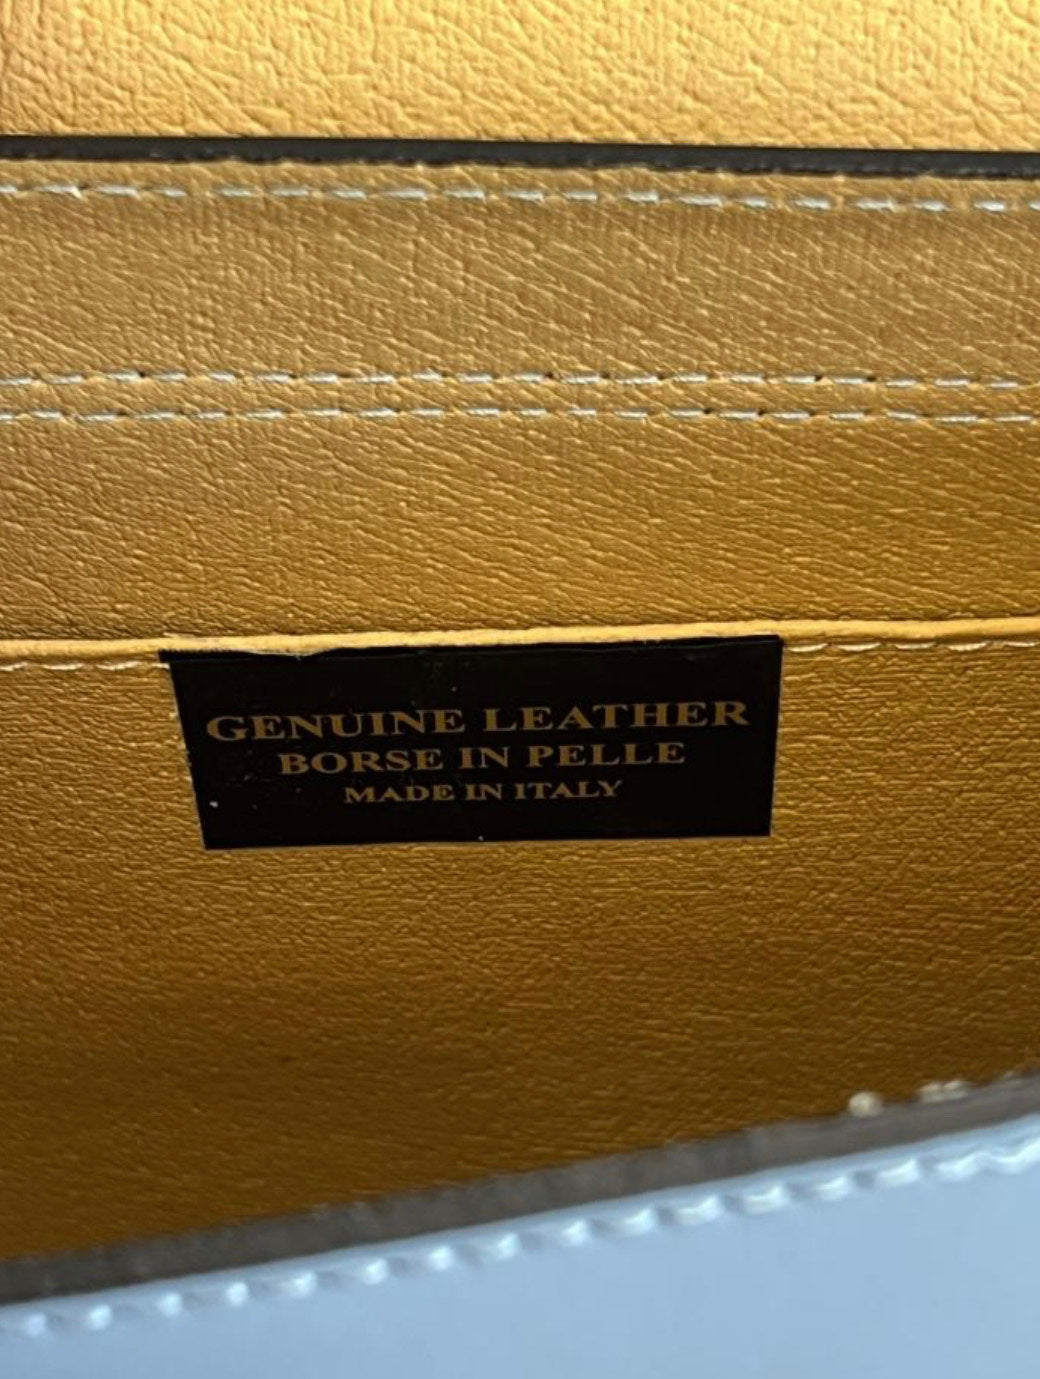 GENUINE LEATHER
BORSE IN PELLE
MADE IN ITALY